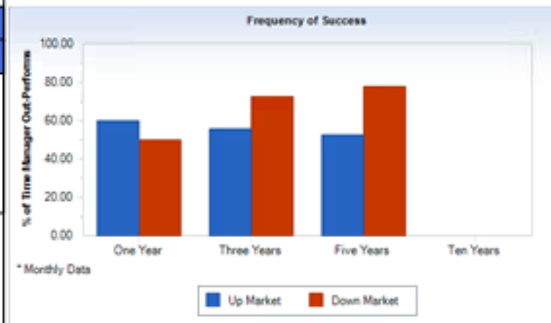 Frequency of Success
% of Time Manager Out-Performs
100.00
80.00
60.00
40.00
20.00
0.00
One Year Three Years Five Years Ten Years
* Monthly Data
Up Market Down Market